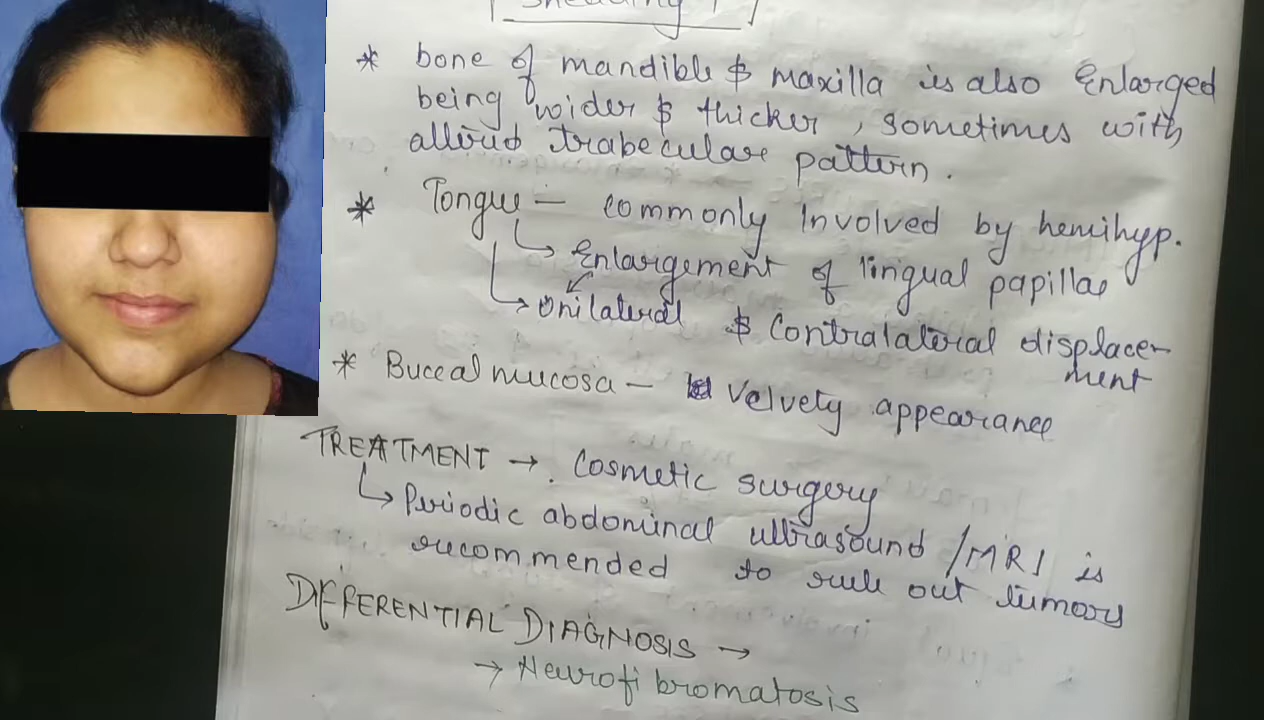 shedding ↑
* bone of mandible & maxilla is also Enlarged
being wider & thicker, sometimes with
altered trabecular pattern.
* Tongue — commonly Involved by hemihyp.
↳ Enlargement of lingual papillae
↳ Unilateral & Contralateral displace-
ment
* Buccal mucosa — Velvety appearance
TREATMENT → Cosmetic surgery
↳ Periodic abdominal ultrasound /MRI is
recommended to rule out tumors
DIFFERENTIAL DIAGNOSIS →
→ Neurofibromatosis